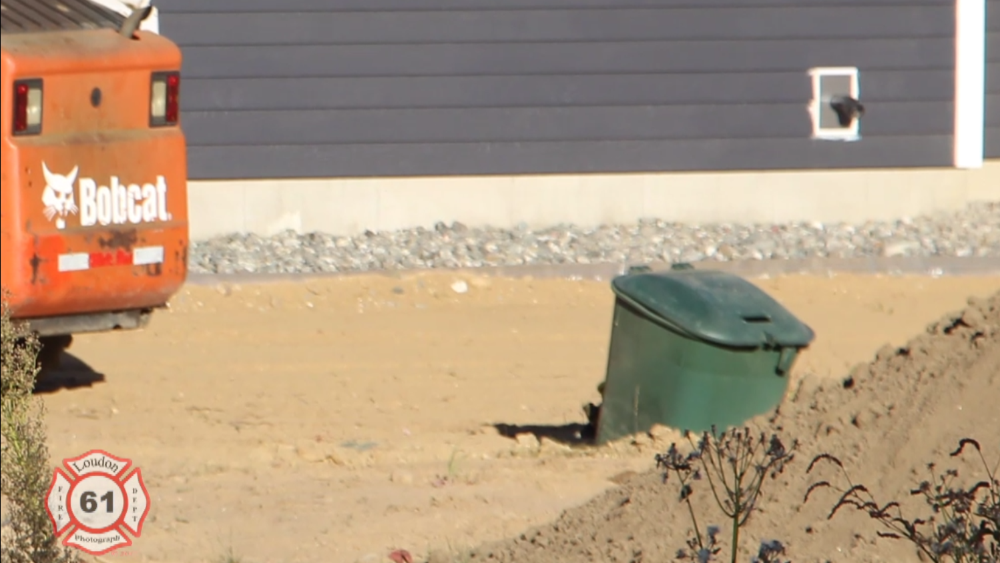 Bobcat
Loudon
FIRE
61
DEPT
Photograph